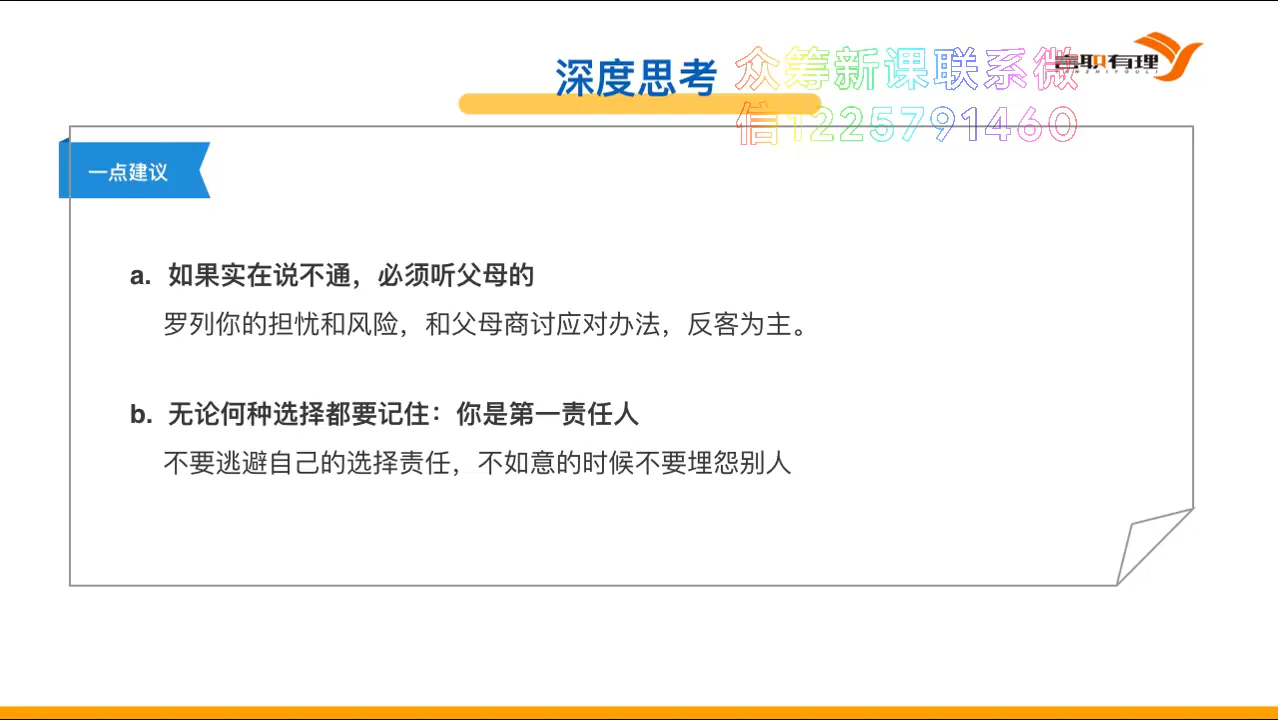 深度思考
众筹新课联系微
信1225791460
言职有理
YANZHIYOULI
一点建议
a. 如果实在说不通，必须听父母的
罗列你的担忧和风险，和父母商讨应对办法，反客为主。
b. 无论何种选择都要记住：你是第一责任人
不要逃避自己的选择责任，不如意的时候不要埋怨别人